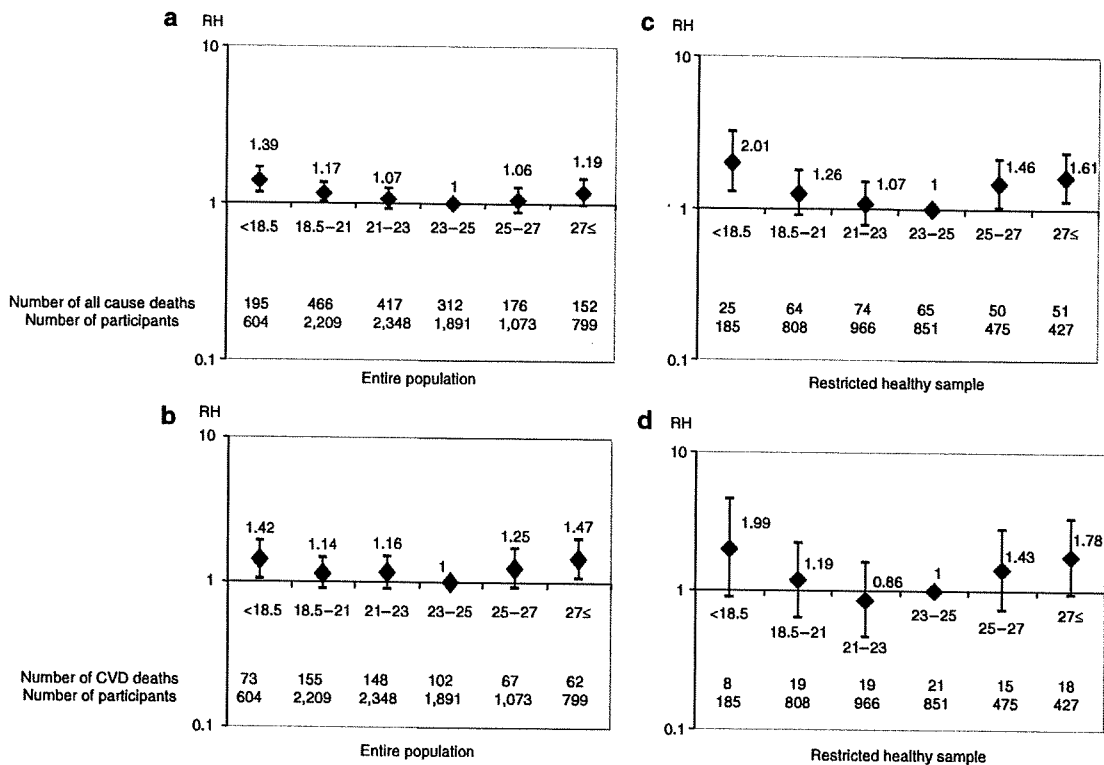 a RH
10
1.39 1.17 1.07 1 1.06 1.19
1
<18.5 18.5–21 21–23 23–25 25–27 27≤
Number of all cause deaths 195 466 417 312 176 152
Number of participants 604 2,209 2,348 1,891 1,073 799
0.1
Entire population
c RH
10
2.01 1.26 1.07 1 1.46 1.61
1
<18.5 18.5–21 21–23 23–25 25–27 27≤
25 64 74 65 50 51
185 808 966 851 475 427
0.1
Restricted healthy sample
b RH
10
1.42 1.14 1.16 1 1.25 1.47
1
<18.5 18.5–21 21–23 23–25 25–27 27≤
Number of CVD deaths 73 155 148 102 67 62
Number of participants 604 2,209 2,348 1,891 1,073 799
0.1
Entire population
d RH
10
1.99 1.19 0.86 1 1.43 1.78
1
<18.5 18.5–21 21–23 23–25 25–27 27≤
8 19 19 21 15 18
185 808 966 851 475 427
0.1
Restricted healthy sample